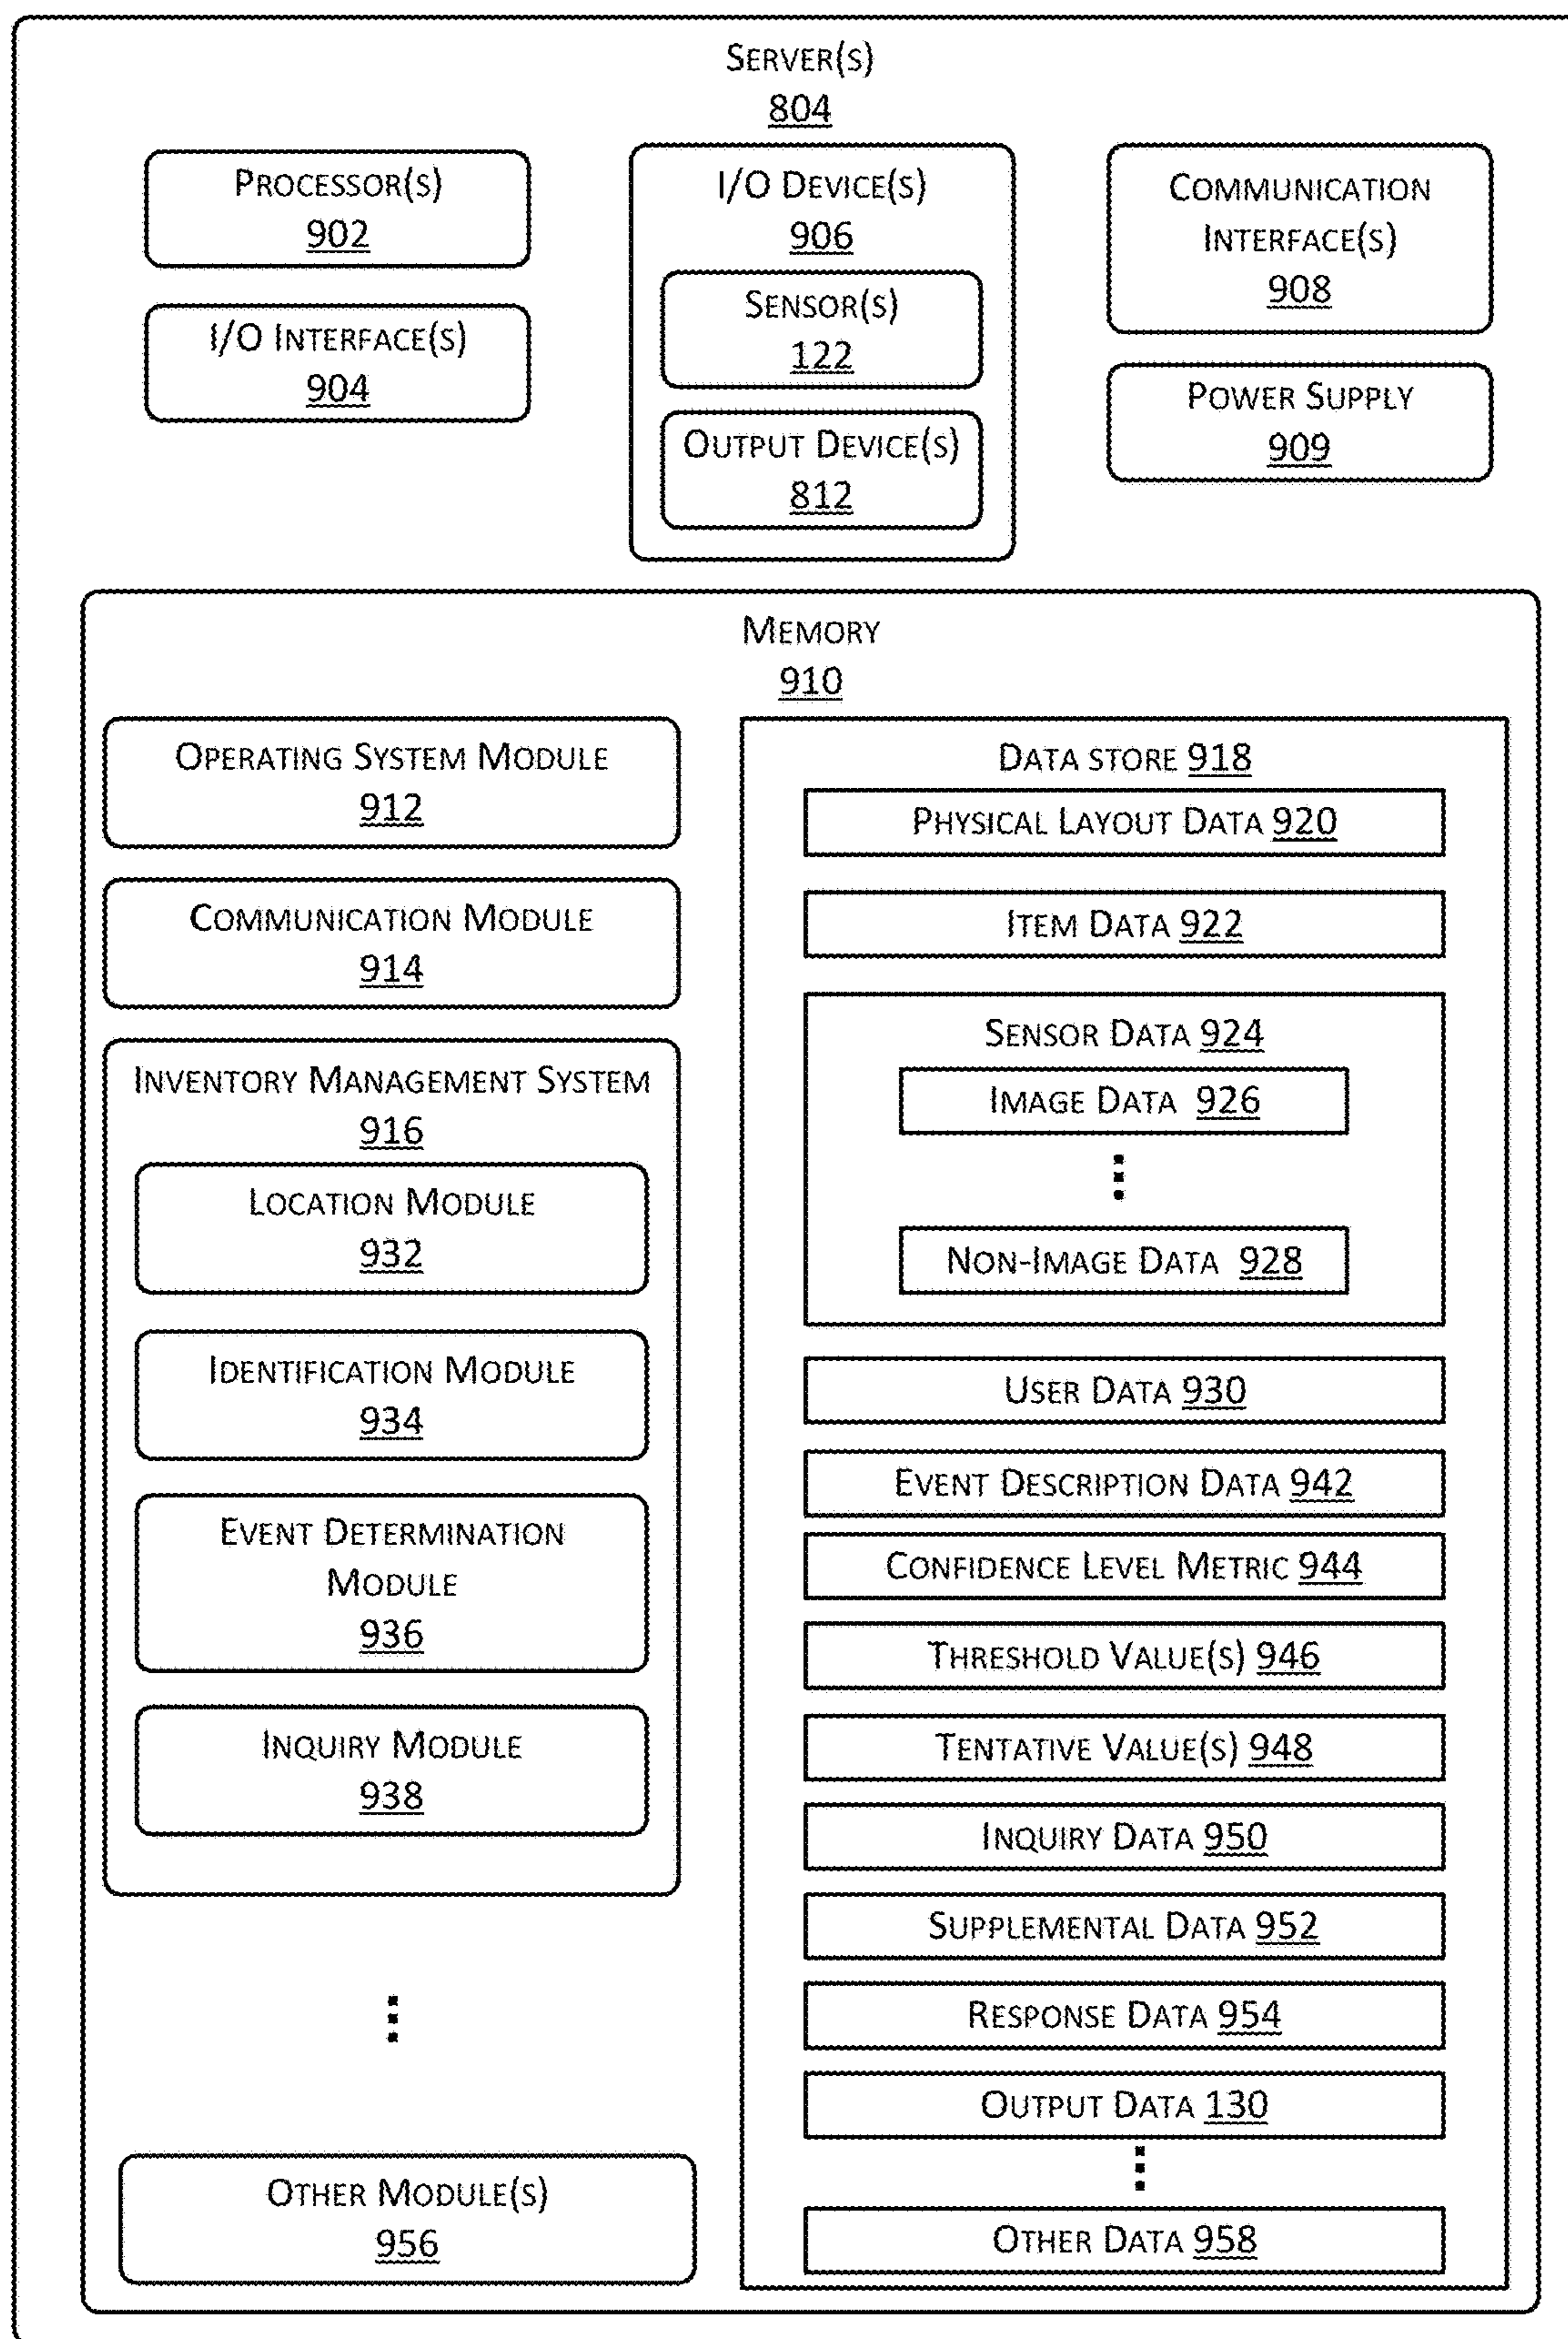 SERVER(S)
804
PROCESSOR(S)
902
I/O INTERFACE(S)
904
I/O DEVICE(S)
906
SENSOR(S)
122
OUTPUT DEVICE(S)
812
COMMUNICATION
INTERFACE(S)
908
POWER SUPPLY
909
MEMORY
910
OPERATING SYSTEM MODULE
912
COMMUNICATION MODULE
914
INVENTORY MANAGEMENT SYSTEM
916
LOCATION MODULE
932
IDENTIFICATION MODULE
934
EVENT DETERMINATION
MODULE
936
INQUIRY MODULE
938
OTHER MODULE(S)
956
DATA STORE 918
PHYSICAL LAYOUT DATA 920
ITEM DATA 922
SENSOR DATA 924
IMAGE DATA 926
NON-IMAGE DATA 928
USER DATA 930
EVENT DESCRIPTION DATA 942
CONFIDENCE LEVEL METRIC 944
THRESHOLD VALUE(S) 946
TENTATIVE VALUE(S) 948
INQUIRY DATA 950
SUPPLEMENTAL DATA 952
RESPONSE DATA 954
OUTPUT DATA 130
OTHER DATA 958